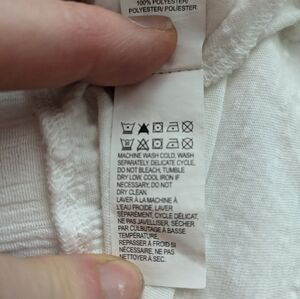 100% POLYESTER/
POLYESTER/ POLIESTER
MACHINE WASH COLD, WASH
SEPARATELY, DELICATE CYCLE,
DO NOT BLEACH, TUMBLE
DRY LOW, COOL IRON IF
NECESSARY, DO NOT
DRY CLEAN.
LAVER À LA MACHINE À
L'EAU FROIDE, LAVER
SÉPARÉMENT, CYCLE DÉLICAT,
NE PAS JAVELLISER, SÉCHER
PAR CULBUTAGE À BASSE
TEMPÉRATURE,
REPASSER À FROID SI
NÉCESSAIRE, NE PAS
NETTOYER À SEC.